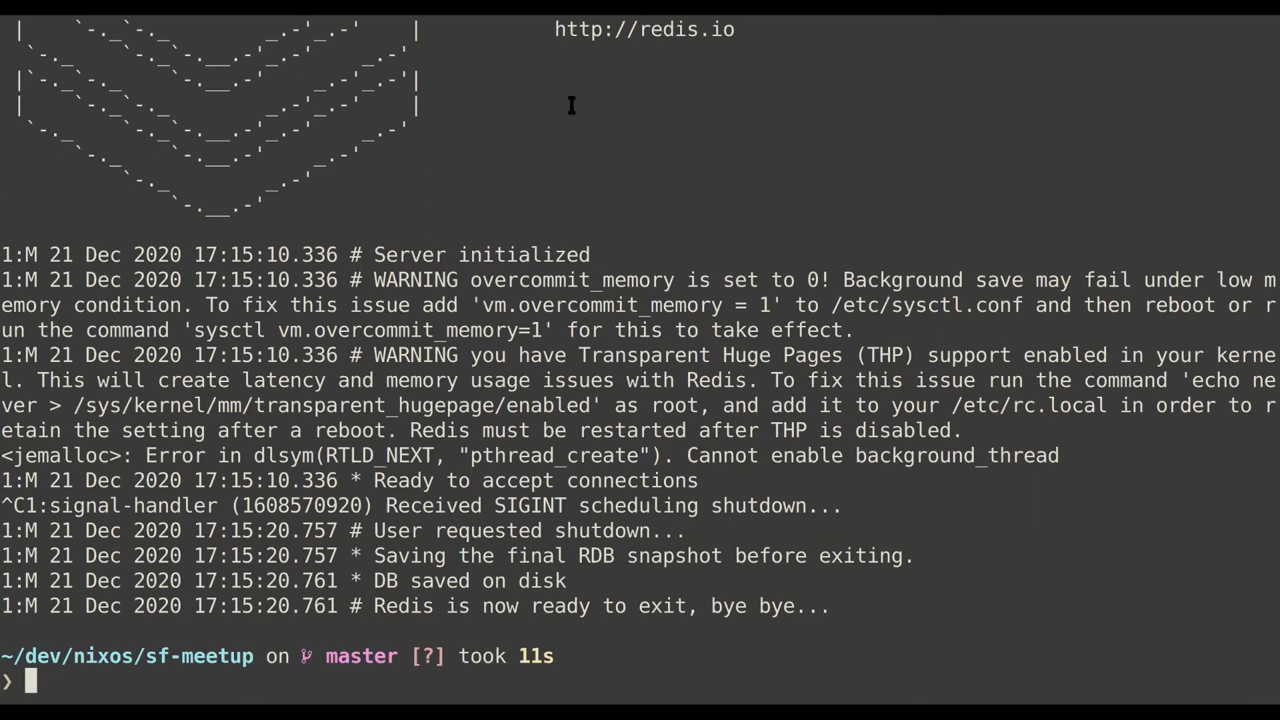 |    `-._`-._        _.-'_.-'    |           http://redis.io
 `-._    `-._`-.__.-'_.-'    _.-'
|`-._`-._    `-.__.-'    _.-'_.-'|
|    `-._`-._        _.-'_.-'    |
 `-._    `-._`-.__.-'_.-'    _.-'
     `-._    `-.__.-'    _.-'
         `-._        _.-'
             `-.__.-'
1:M 21 Dec 2020 17:15:10.336 # Server initialized
1:M 21 Dec 2020 17:15:10.336 # WARNING overcommit_memory is set to 0! Background save may fail under low m
emory condition. To fix this issue add 'vm.overcommit_memory = 1' to /etc/sysctl.conf and then reboot or r
un the command 'sysctl vm.overcommit_memory=1' for this to take effect.
1:M 21 Dec 2020 17:15:10.336 # WARNING you have Transparent Huge Pages (THP) support enabled in your kerne
l. This will create latency and memory usage issues with Redis. To fix this issue run the command 'echo ne
ver > /sys/kernel/mm/transparent_hugepage/enabled' as root, and add it to your /etc/rc.local in order to r
etain the setting after a reboot. Redis must be restarted after THP is disabled.
<jemalloc>: Error in dlsym(RTLD_NEXT, "pthread_create"). Cannot enable background_thread
1:M 21 Dec 2020 17:15:10.336 * Ready to accept connections
^C1:signal-handler (1608570920) Received SIGINT scheduling shutdown...
1:M 21 Dec 2020 17:15:20.757 # User requested shutdown...
1:M 21 Dec 2020 17:15:20.757 * Saving the final RDB snapshot before exiting.
1:M 21 Dec 2020 17:15:20.761 * DB saved on disk
1:M 21 Dec 2020 17:15:20.761 # Redis is now ready to exit, bye bye...
~/dev/nixos/sf-meetup on master [?] took 11s
❯